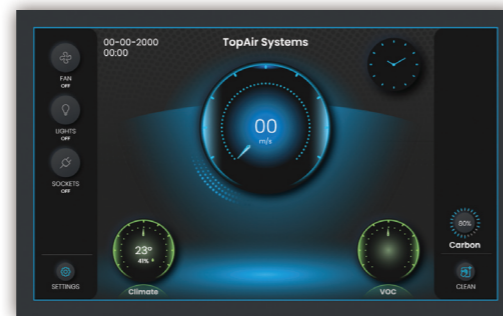 00-00-2000
00:00
TopAir Systems
FAN
OFF
LIGHTS
OFF
SOCKETS
OFF
SETTINGS
00
m/s
23°
41%
Climate
VOC
80%
Carbon
CLEAN